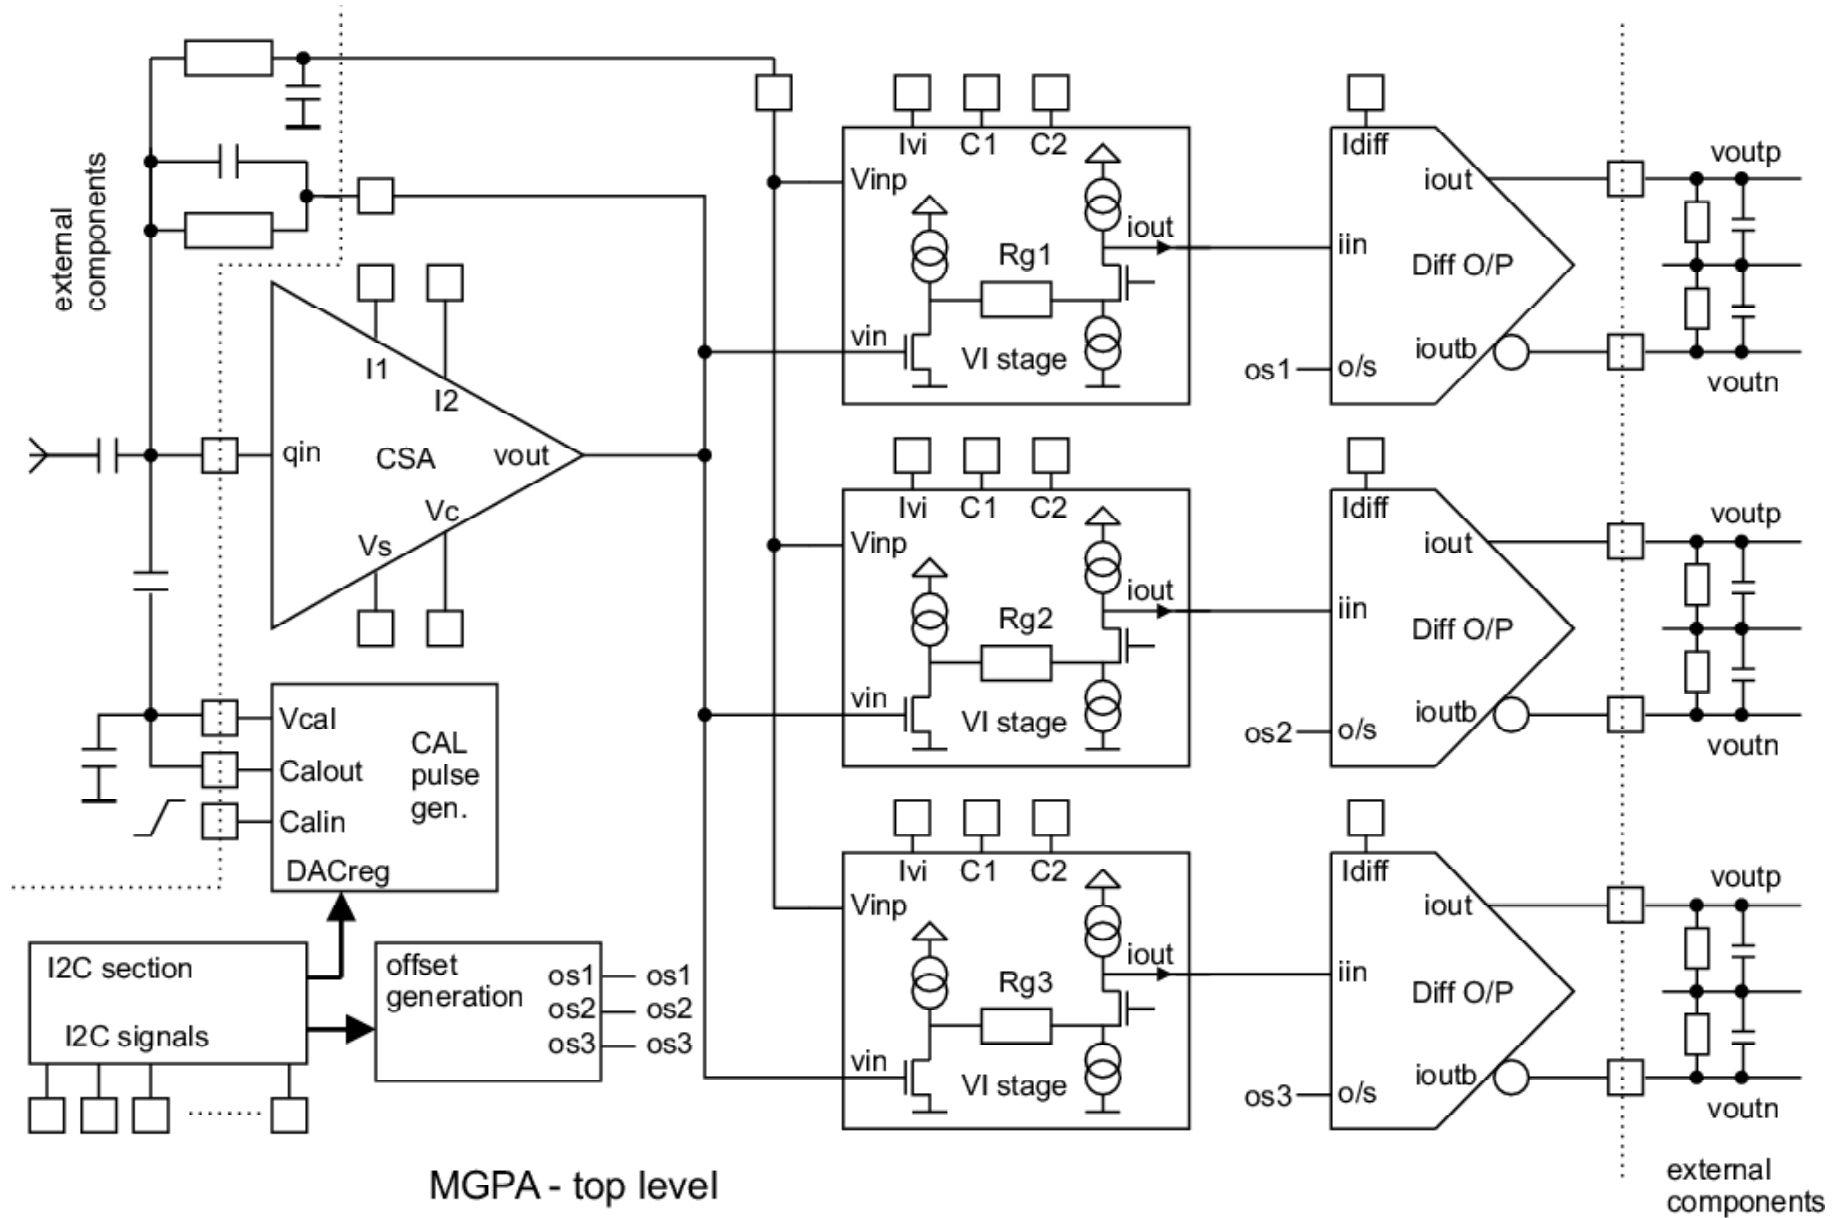 external
components
I1
I2
qin
CSA
vout
Vc
Vs
Vcal
Calout
Calin
CAL
pulse
gen.
DACreg
I2C section
I2C signals
offset
generation
os1
os2
os3
os1
os2
os3
Ivi C1 C2
Vinp
iout
Rg1
vin
VI stage
Idiff
iout
iin
Diff O/P
ioutb
os1
o/s
voutp
voutn
Ivi C1 C2
Vinp
iout
Rg2
vin
VI stage
Idiff
iout
iin
Diff O/P
ioutb
os2
o/s
voutp
voutn
Ivi C1 C2
Vinp
iout
Rg3
vin
VI stage
Idiff
iout
iin
Diff O/P
ioutb
os3
o/s
voutp
voutn
external
components
MGPA - top level